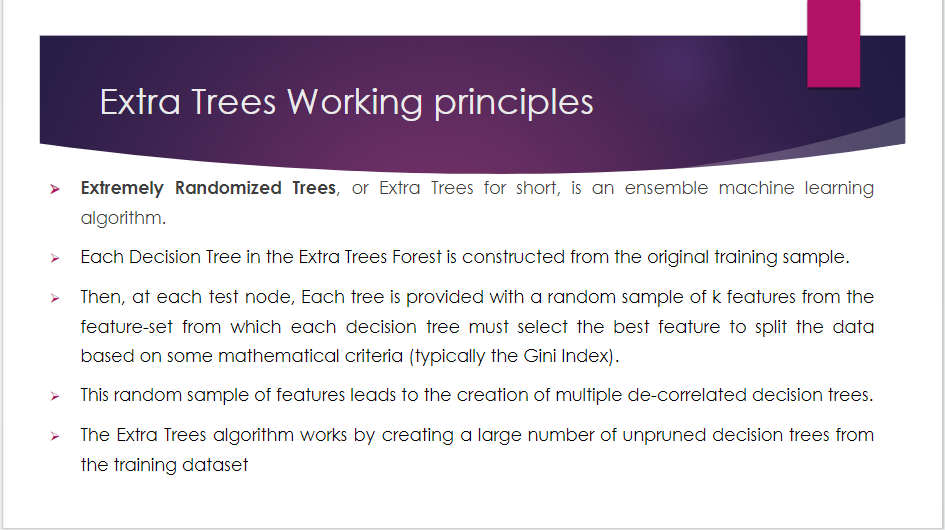 Extra Trees Working principles
Extremely Randomized Trees, or Extra Trees for short, is an ensemble machine learning
algorithm.
Each Decision Tree in the Extra Trees Forest is constructed from the original training sample.
Then, at each test node, Each tree is provided with a random sample of k features from the
feature-set from which each decision tree must select the best feature to split the data
based on some mathematical criteria (typically the Gini Index).
This random sample of features leads to the creation of multiple de-correlated decision trees.
The Extra Trees algorithm works by creating a large number of unpruned decision trees from
the training dataset